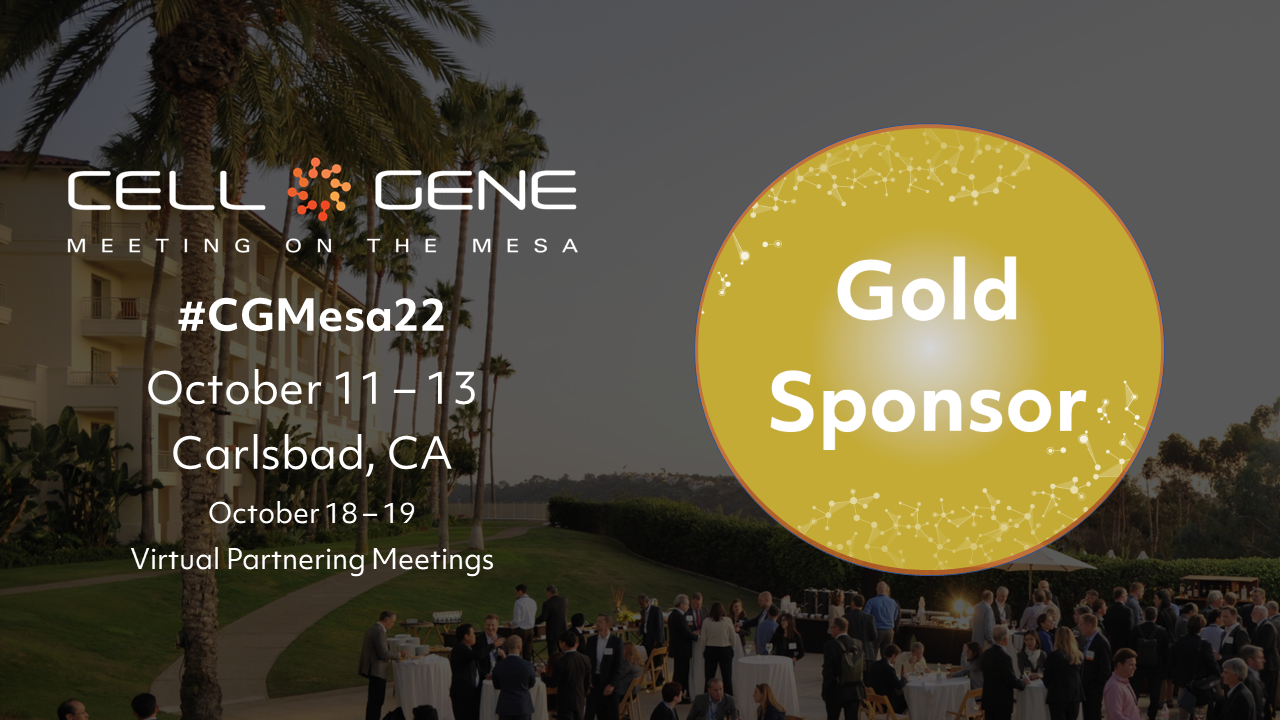 CELL GENE
MEETING ON THE MESA
#CGMesa22
October 11 – 13
Carlsbad, CA
October 18 – 19
Virtual Partnering Meetings
Gold
Sponsor